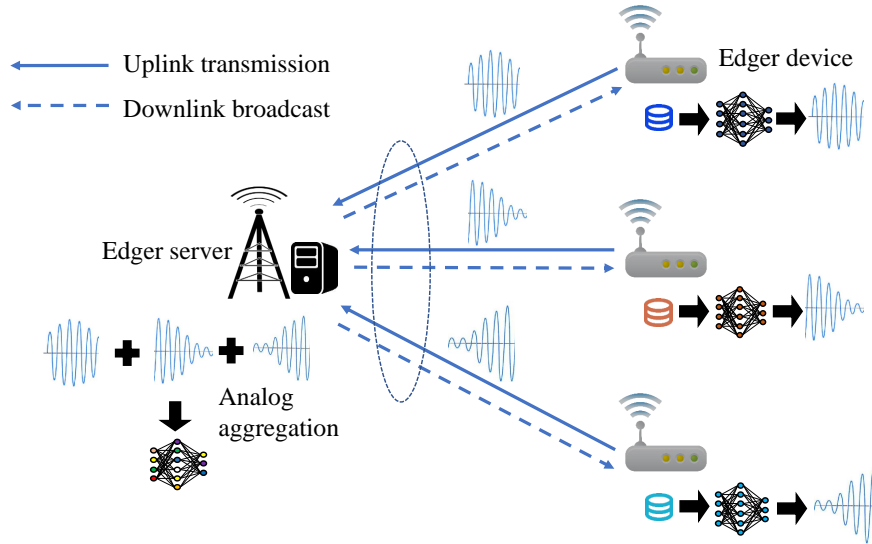 Uplink transmission
Downlink broadcast
Edger device
Edger server
Analog
aggregation